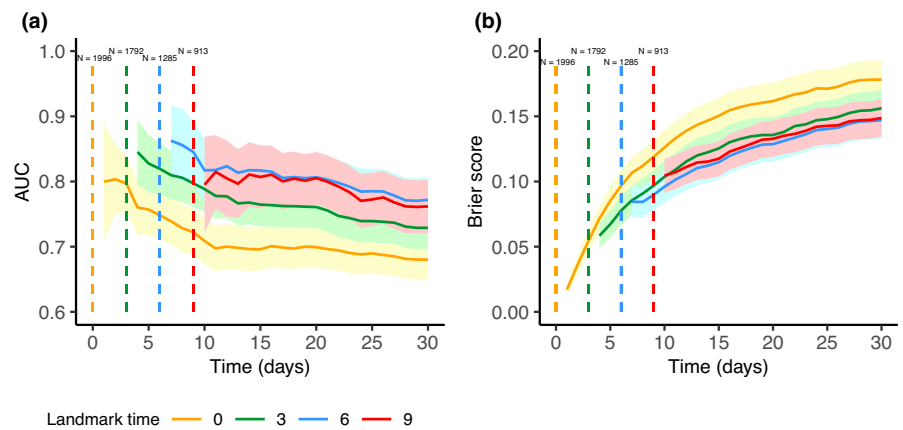 (a)
(b)
N = 1792
N = 913
N = 1996
N = 1285
N = 1792
N = 913
N = 1996
N = 1285
1.0
0.9
0.8
0.7
0.6
AUC
0 5 10 15 20 25 30
Time (days)
0.20
0.15
0.10
0.05
0.00
Brier score
0 5 10 15 20 25 30
Time (days)
Landmark time 0 3 6 9